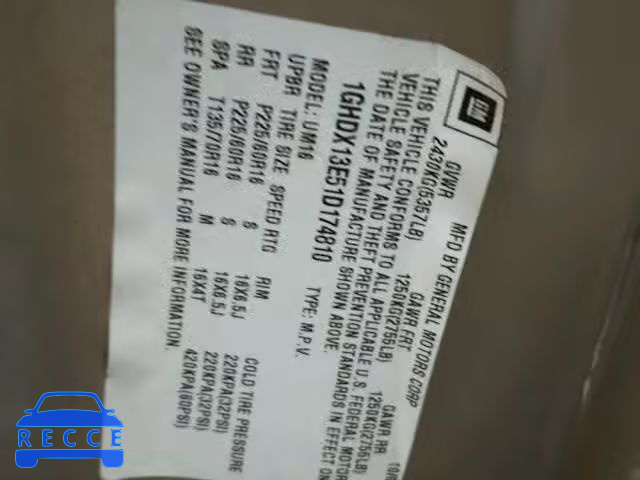 GM
MFD BY GENERAL MOTORS CORP
GVWR GAWR FRT GAWR RR
2430KG(5357LB) 1250KG(2755LB) 1250KG(2755LB)
THIS VEHICLE CONFORMS TO ALL APPLICABLE U.S. FEDERAL MOTOR
VEHICLE SAFETY AND THEFT PREVENTION STANDARDS IN EFFECT ON
THE DATE OF MANUFACTURE SHOWN ABOVE.
1GHDX13E51D174810 TYPE: M.P.V.
MODEL: UM16
UPBR TIRE SIZE SPEED RTG RIM COLD TIRE PRESSURE
FRT P225/60R16 S 16X6.5J 220KPA(32PSI)
RR P225/60R16 S 16X6.5J 220KPA(32PSI)
SPA T135/70R16 M 16X4T 420KPA(60PSI)
SEE OWNER'S MANUAL FOR MORE INFORMATION.
RECCE